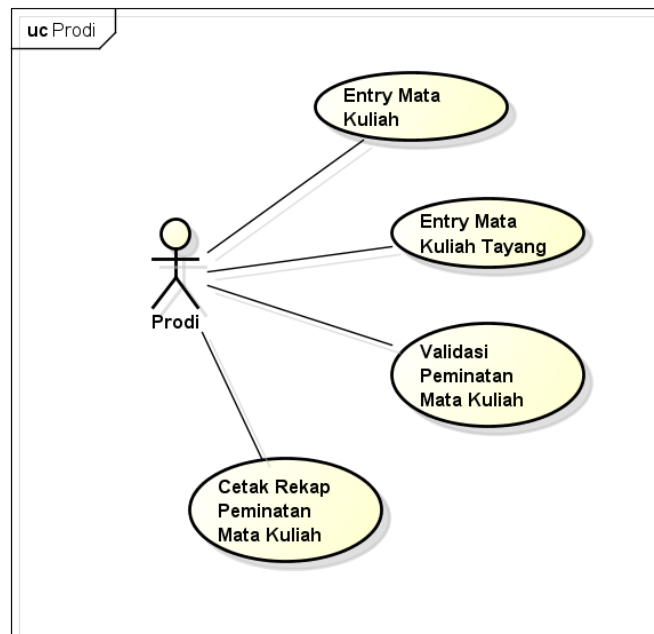 uc Prodi
Entry Mata
Kuliah
Entry Mata
Kuliah Tayang
Prodi
Validasi
Peminatan
Mata Kuliah
Cetak Rekap
Peminatan
Mata Kuliah